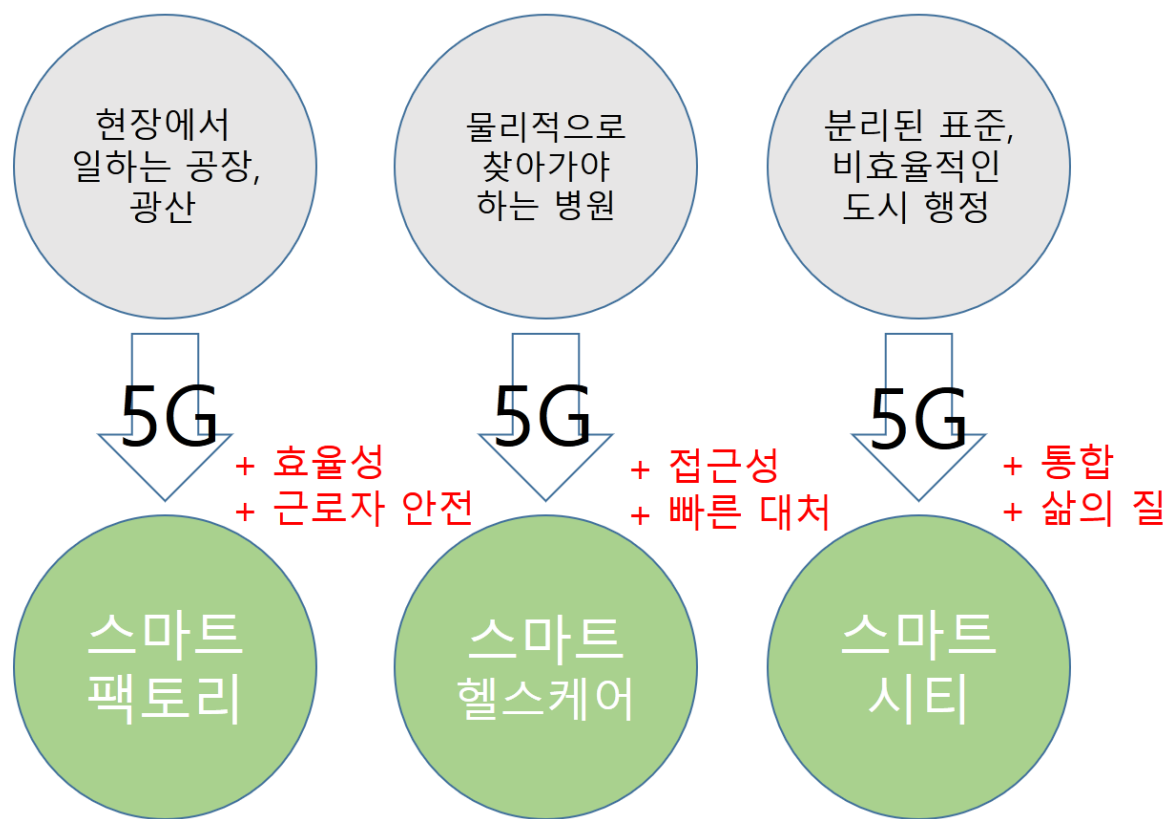 현장에서
일하는 공장,
광산
물리적으로
찾아가야
하는 병원
분리된 표준,
비효율적인
도시 행정
5G
+ 효율성
+ 근로자 안전
5G
+ 접근성
+ 빠른 대처
5G
+ 통합
+ 삶의 질
스마트
팩토리
스마트
헬스케어
스마트
시티